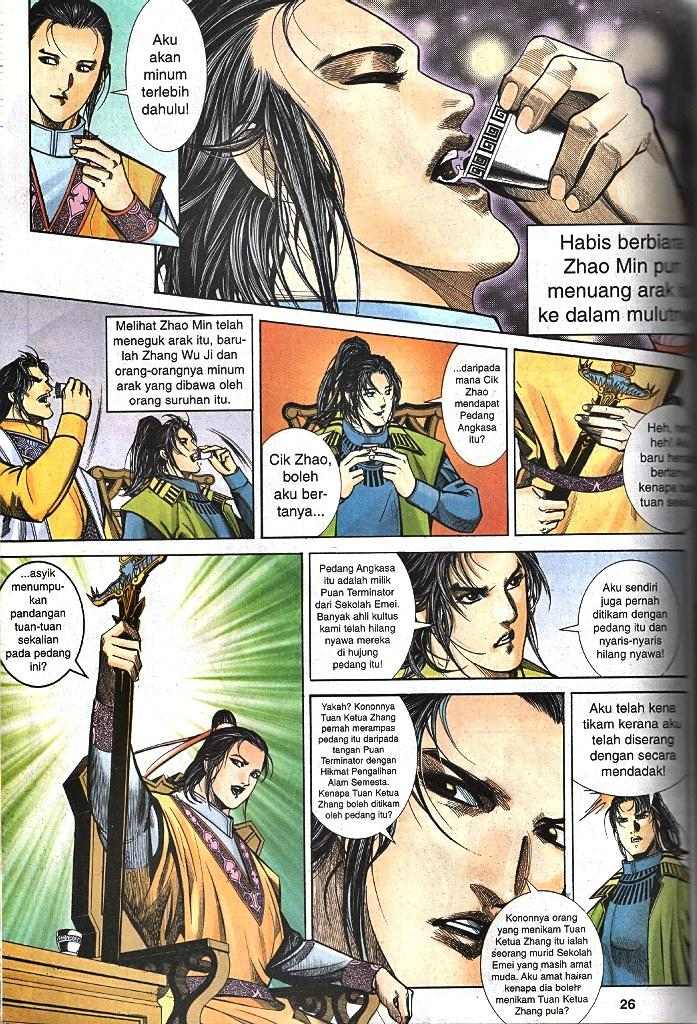 Aku
akan
minum
terlebih
dahulu!
Habis
Zhao Min
menuang arak
ke dalam
Melihat Zhao Min telah
meneguk arak itu, baru-
lah Zhang Wu Ji dan
orang-orangnya minum
arak yang dibawa oleh
orang suruhan itu.
...daripada
mana Cik
Zhao
mendapat
Pedang
Angkasa
itu?
Cik Zhao,
boleh
aku ber-
tanya...
Heh,
heh!
baru
kenapa
tuan
...asyik
menumpu-
kan
pandangan
tuan-tuan
sekalian
pada pedang
ini?
Pedang Angkasa
itu adalah milik
Puan Terminator
dari Sekolah Emei.
Banyak ahli kultus
kami telah hilang
nyawa mereka
di hujung
pedang itu!
Aku sendiri
juga pernah
ditikam dengan
pedang itu dan
nyaris-nyaris
hilang nyawa!
Yakah? Kononnya
Tuan Ketua Zhang
pernah merampas
pedang itu daripada
tangan Puan
Terminator dengan
Hikmat Pengalihan
Alam Semesta.
Kenapa Tuan Ketua
Zhang boleh ditikam
oleh pedang itu?
Aku telah kena
tikam kerana aku
telah diserang
dengan secara
mendadak!
Kononnya orang
yang menikam Tuan
Ketua Zhang itu ialah
seorang murid Sekolah
Emei yang masih amat
muda. Aku amat hairan
kenapa dia boleh
menikam Tuan Ketua
Zhang pula?
26